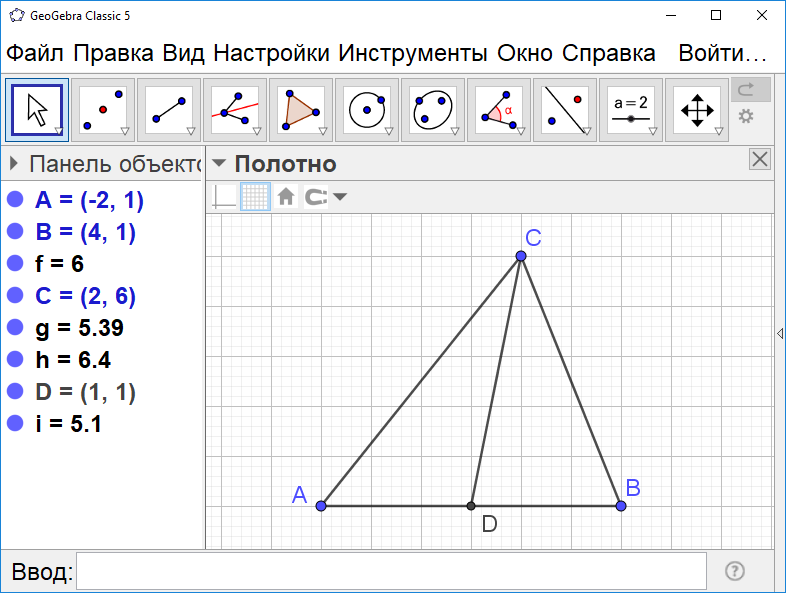 GeoGebra Classic 5
Файл Правка Вид Настройки Инструменты Окно Справка Войти…
α
a=2
Панель объекто
Полотно
A = (-2, 1)
B = (4, 1)
f = 6
C = (2, 6)
g = 5.39
h = 6.4
D = (1, 1)
i = 5.1
C
A
B
D
Ввод:
?